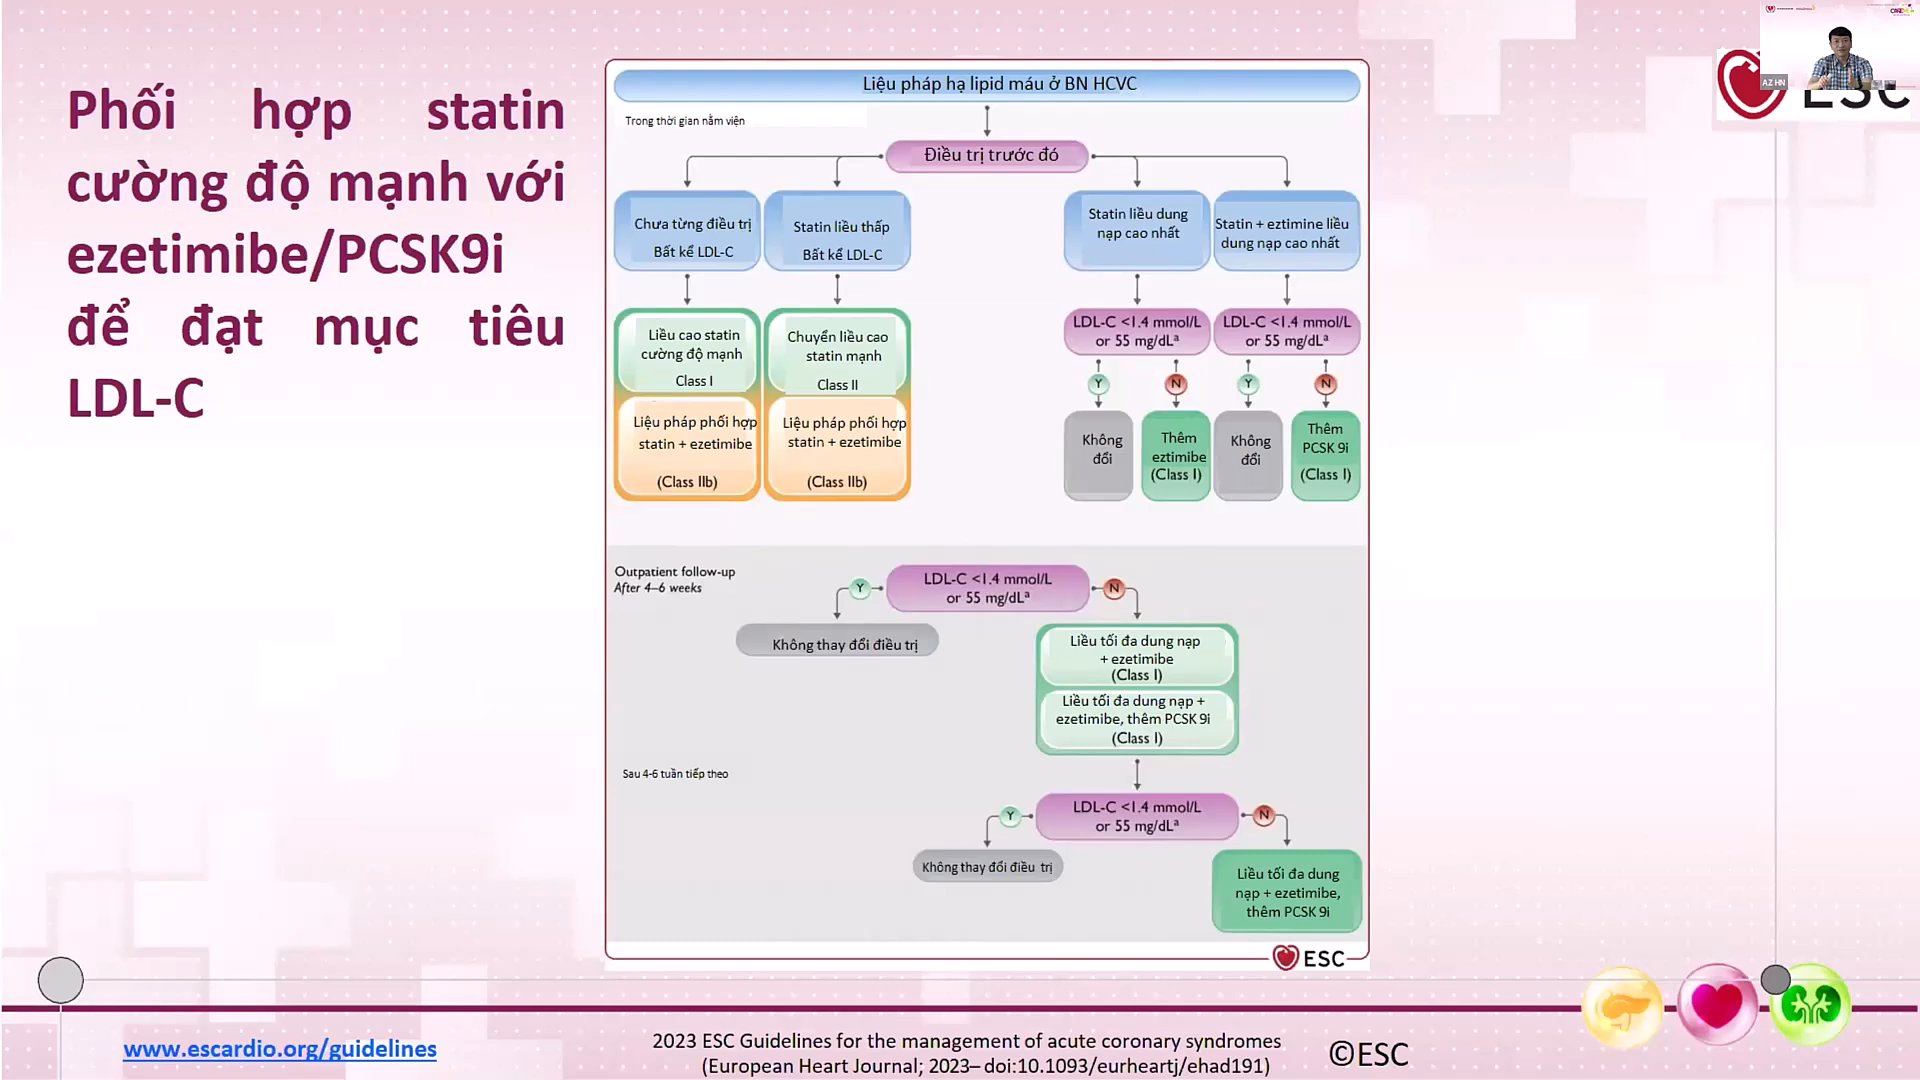 Phối hợp statin
cường độ mạnh với
ezetimibe/PCSK9i
để đạt mục tiêu
LDL-C
Liệu pháp hạ lipid máu ở BN HCVC
Trong thời gian nằm viện
Điều trị trước đó
Chưa từng điều trị
Bất kể LDL-C
Statin liều thấp
Bất kể LDL-C
Statin liều dung
nạp cao nhất
Statin + eztimine liều
dung nạp cao nhất
Liều cao statin
cường độ mạnh
Class I
Chuyển liều cao
statin mạnh
Class II
LDL-C <1.4 mmol/L
or 55 mg/dLª
LDL-C <1.4 mmol/L
or 55 mg/dLª
Y
N
Y
N
Liệu pháp phối hợp
statin + ezetimibe
(Class IIb)
Liệu pháp phối hợp
statin + ezetimibe
(Class IIb)
Không
đổi
Thêm
eztimibe
(Class I)
Không
đổi
Thêm
PCSK 9i
(Class I)
Outpatient follow-up
After 4–6 weeks
Y
LDL-C <1.4 mmol/L
or 55 mg/dLª
N
Không thay đổi điều trị
Liều tối đa dung nạp
+ ezetimibe
(Class I)
Liều tối đa dung nạp +
ezetimibe, thêm PCSK 9i
(Class I)
Sau 4-6 tuần tiếp theo
Y
LDL-C <1.4 mmol/L
or 55 mg/dLª
N
Không thay đổi điều trị
Liều tối đa dung
nạp + ezetimibe,
thêm PCSK 9i
ESC
AZ HN
ESC
www.escardio.org/guidelines
2023 ESC Guidelines for the management of acute coronary syndromes
(European Heart Journal; 2023– doi:10.1093/eurheartj/ehad191)
©ESC